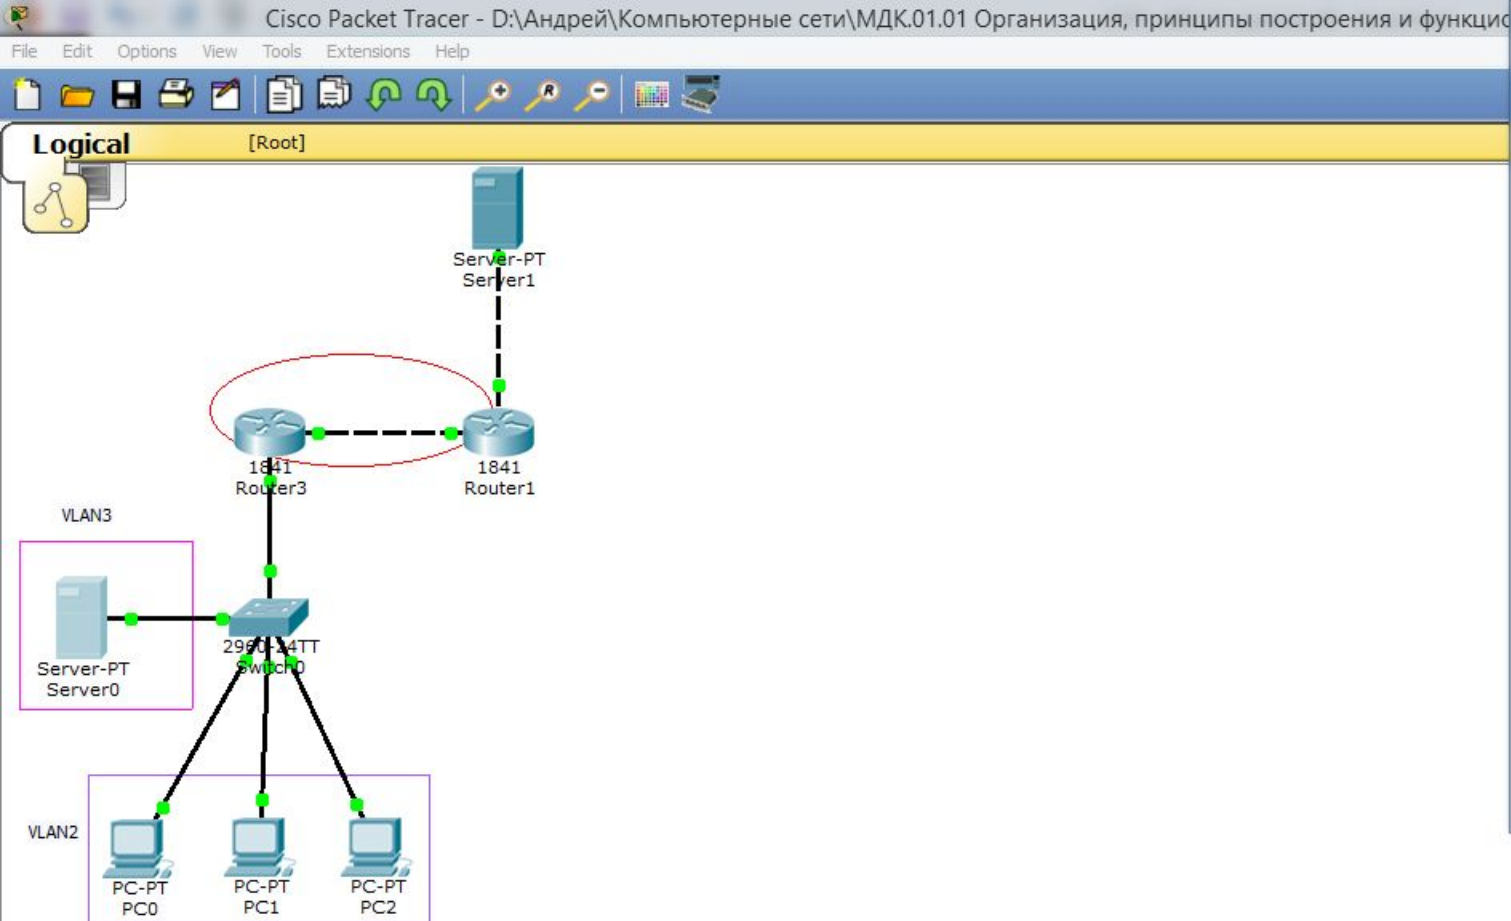 Cisco Packet Tracer - D:\Андрей\Компьютерные сети\МДК.01.01 Организация, принципы построения и функцио
File Edit Options View Tools Extensions Help
Logical [Root]
Server-PT
Server1
1841
Router3
1841
Router1
VLAN3
Server-PT
Server0
2960-24TT
Switch0
VLAN2
PC-PT
PC0
PC-PT
PC1
PC-PT
PC2